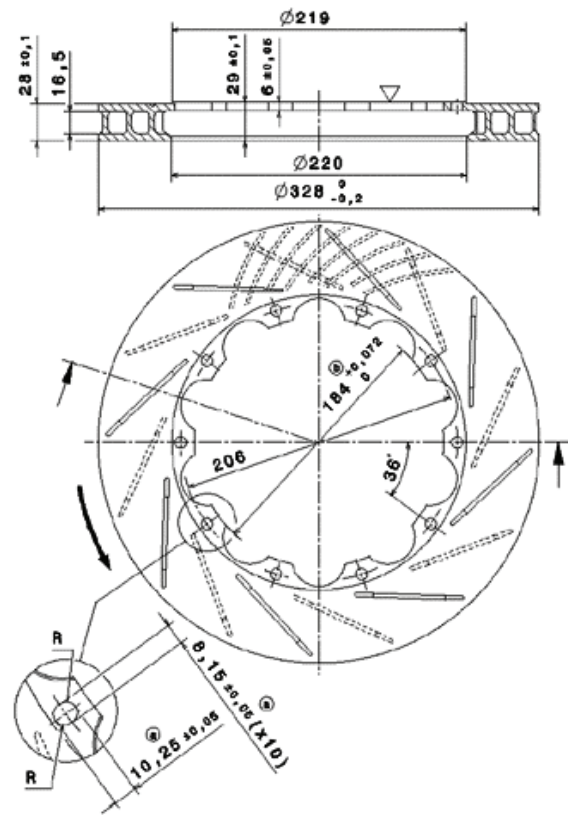 Ø219
28 ±0,1
16,5
29 ±0,1
6 ±0,05
Ø220
Ø328 0 -0,2
a
184 +0,072 0
206
36°
R
8,15 ±0,05 (x10)
a
a
10,25 ±0,05
R